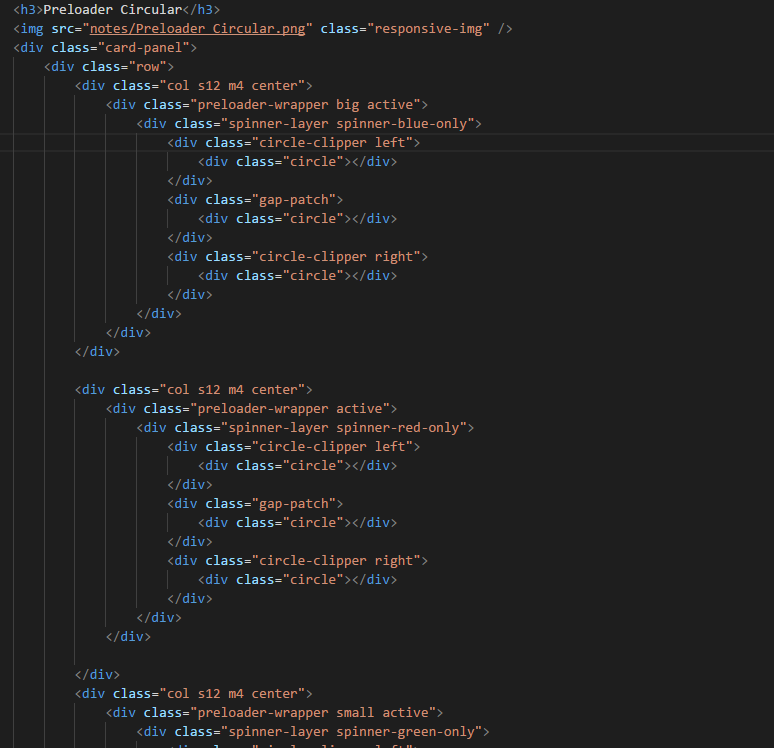 <h3>Preloader Circular</h3>
<img src="notes/Preloader Circular.png" class="responsive-img" />
<div class="card-panel">
<div class="row">
<div class="col s12 m4 center">
<div class="preloader-wrapper big active">
<div class="spinner-layer spinner-blue-only">
<div class="circle-clipper left">
<div class="circle"></div>
</div>
<div class="gap-patch">
<div class="circle"></div>
</div>
<div class="circle-clipper right">
<div class="circle"></div>
</div>
</div>
</div>
</div>
<div class="col s12 m4 center">
<div class="preloader-wrapper active">
<div class="spinner-layer spinner-red-only">
<div class="circle-clipper left">
<div class="circle"></div>
</div>
<div class="gap-patch">
<div class="circle"></div>
</div>
<div class="circle-clipper right">
<div class="circle"></div>
</div>
</div>
</div>
</div>
<div class="col s12 m4 center">
<div class="preloader-wrapper small active">
<div class="spinner-layer spinner-green-only">